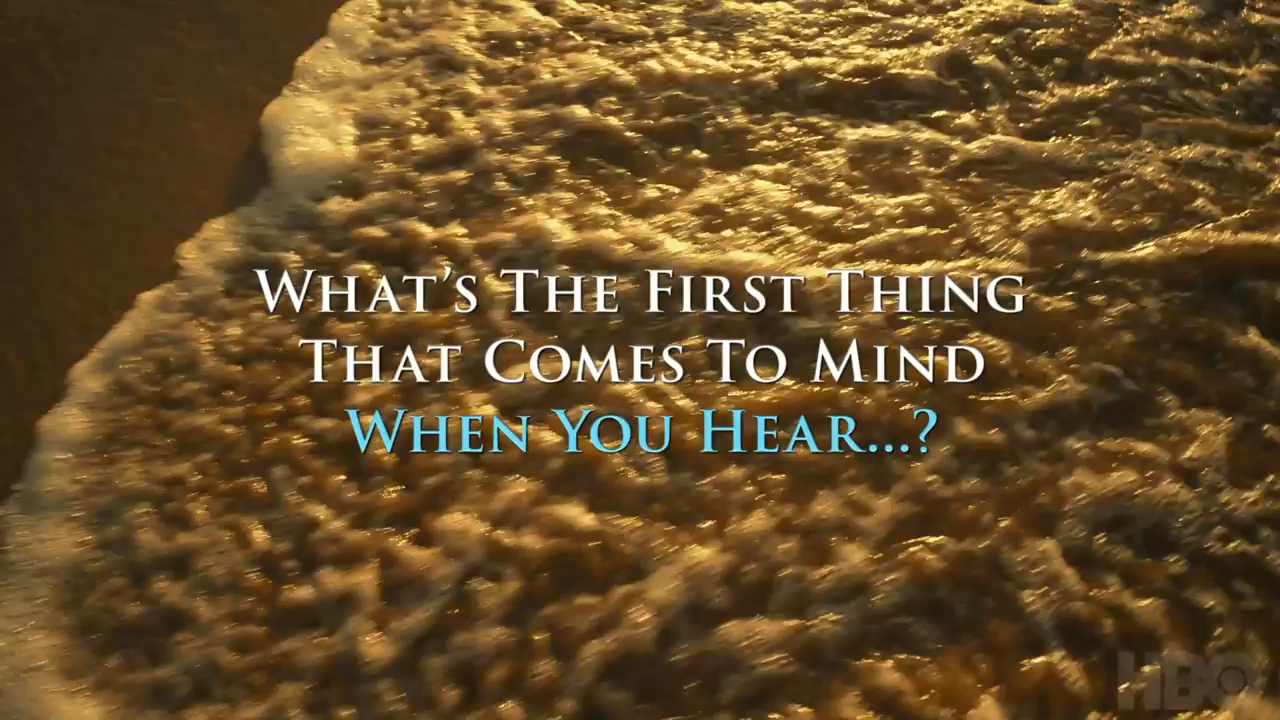 What's The First Thing
That Comes To Mind
When You Hear...?
HBO